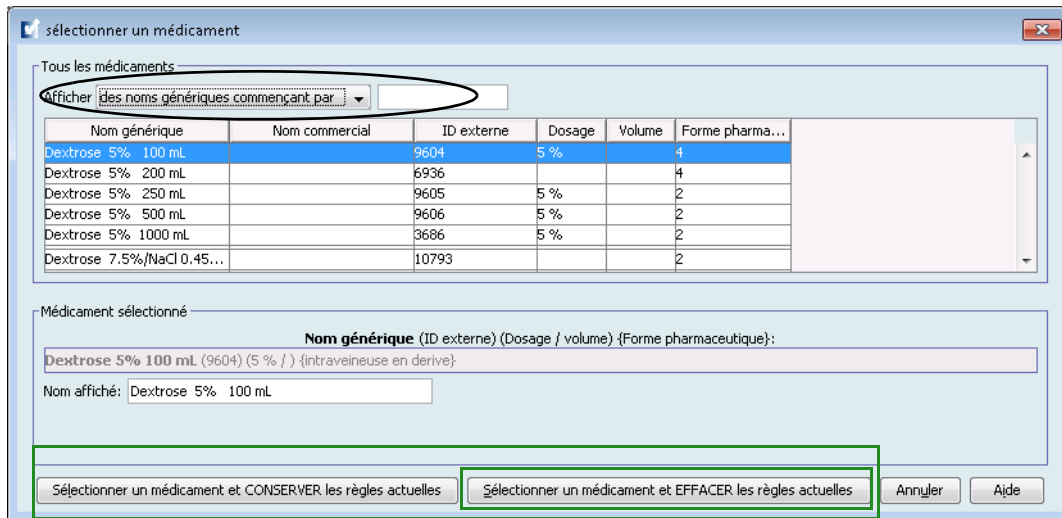 sélectionner un médicament
Tous les médicaments
Afficher des noms génériques commençant par
Nom générique Nom commercial ID externe Dosage Volume Forme pharma...
Dextrose 5% 100 mL 9604 5 % 4
Dextrose 5% 200 mL 6936 4
Dextrose 5% 250 mL 9605 5 % 2
Dextrose 5% 500 mL 9606 5 % 2
Dextrose 5% 1000 mL 3686 5 % 2
Dextrose 7.5%/NaCl 0.45... 10793 2
Médicament sélectionné
Nom générique (ID externe) (Dosage / volume) {Forme pharmaceutique}:
Dextrose 5% 100 mL (9604) (5 % / ) {intraveineuse en derive}
Nom affiché: Dextrose 5% 100 mL
Sélectionner un médicament et CONSERVER les règles actuelles Sélectionner un médicament et EFFACER les règles actuelles Annuler Aide